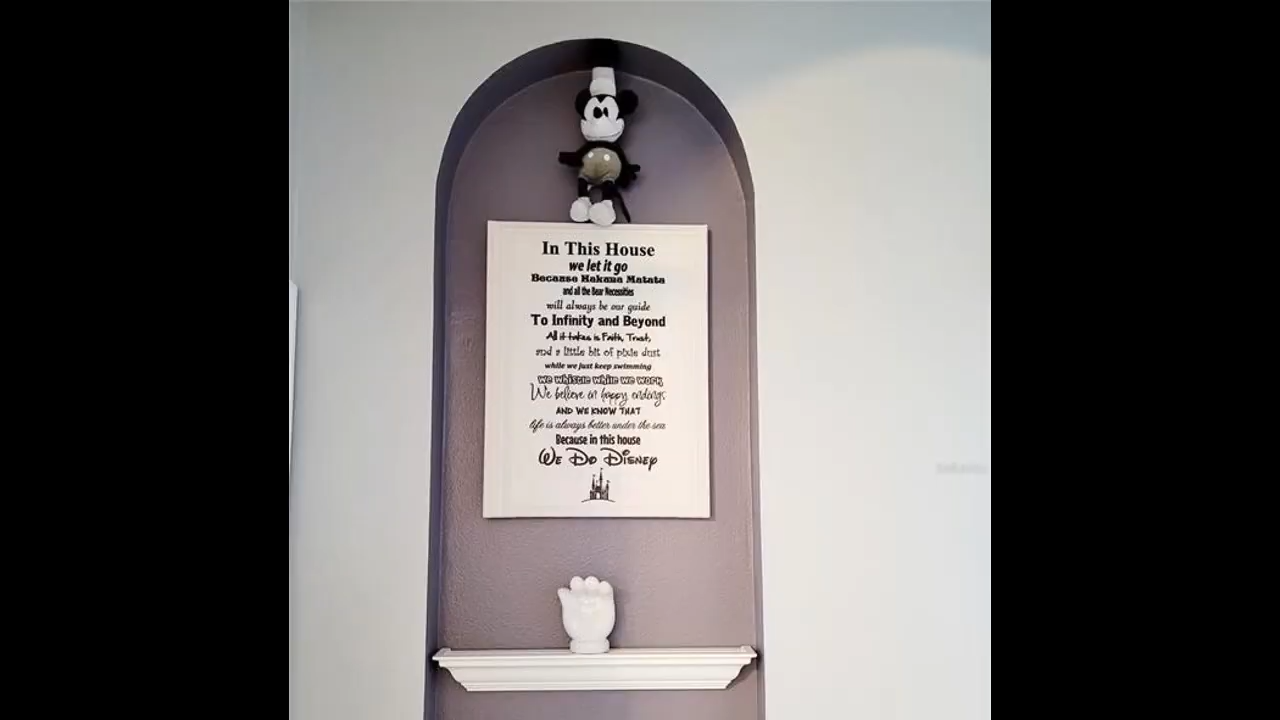 In This House
we let it go
Because Hakuna Matata
and all the Bear Necessities
will always be our guide
To Infinity and Beyond
All it takes is Faith, Trust,
and a little bit of pixie dust
while we just keep swimming
we whistle while we work,
We believe in happy endings
AND WE KNOW THAT
life is always better under the sea
Because in this house
We Do Disney